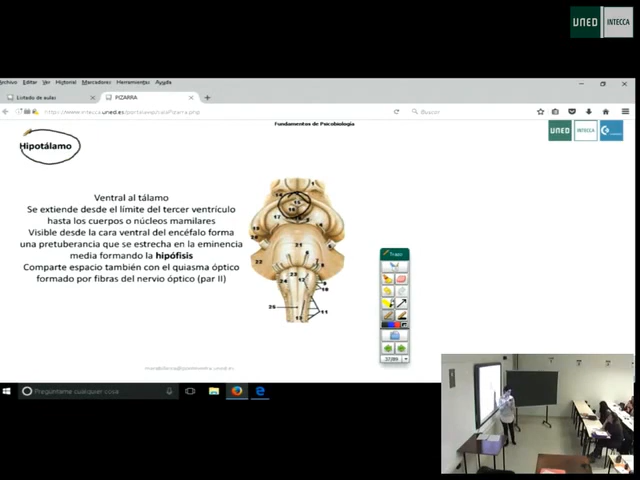 UNED INTECCA
Archivo Editar Ver Historial Marcadores Herramientas Ayuda
Listado de aulas
PIZARRA
Buscar
Fundamentos de Psicobiología
UNED INTECCA
Hipotálamo
Ventral al tálamo
Se extiende desde el límite del tercer ventrículo
hasta los cuerpos o núcleos mamilares
Visible desde la cara ventral del encéfalo forma
una pretuberancia que se estrecha en la eminencia
media formando la hipófisis
Comparte espacio también con el quiasma óptico
formado por fibras del nervio óptico (par II)
Trazo
37/89
Pregúntame cualquier cosa